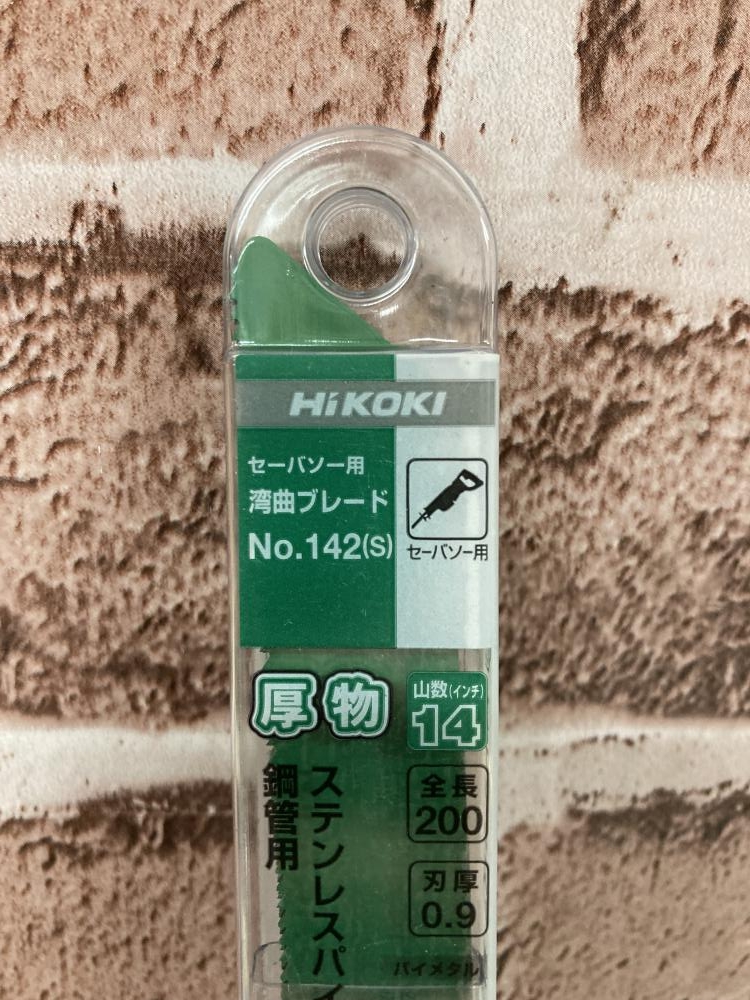 HiKOKI
セーバソー用
湾曲ブレード
No.142(S)
セーバソー用
厚物
山数(インチ)
14
ステンレスパイ
鋼管用
全長
200
刃厚
0.9
バイメタル